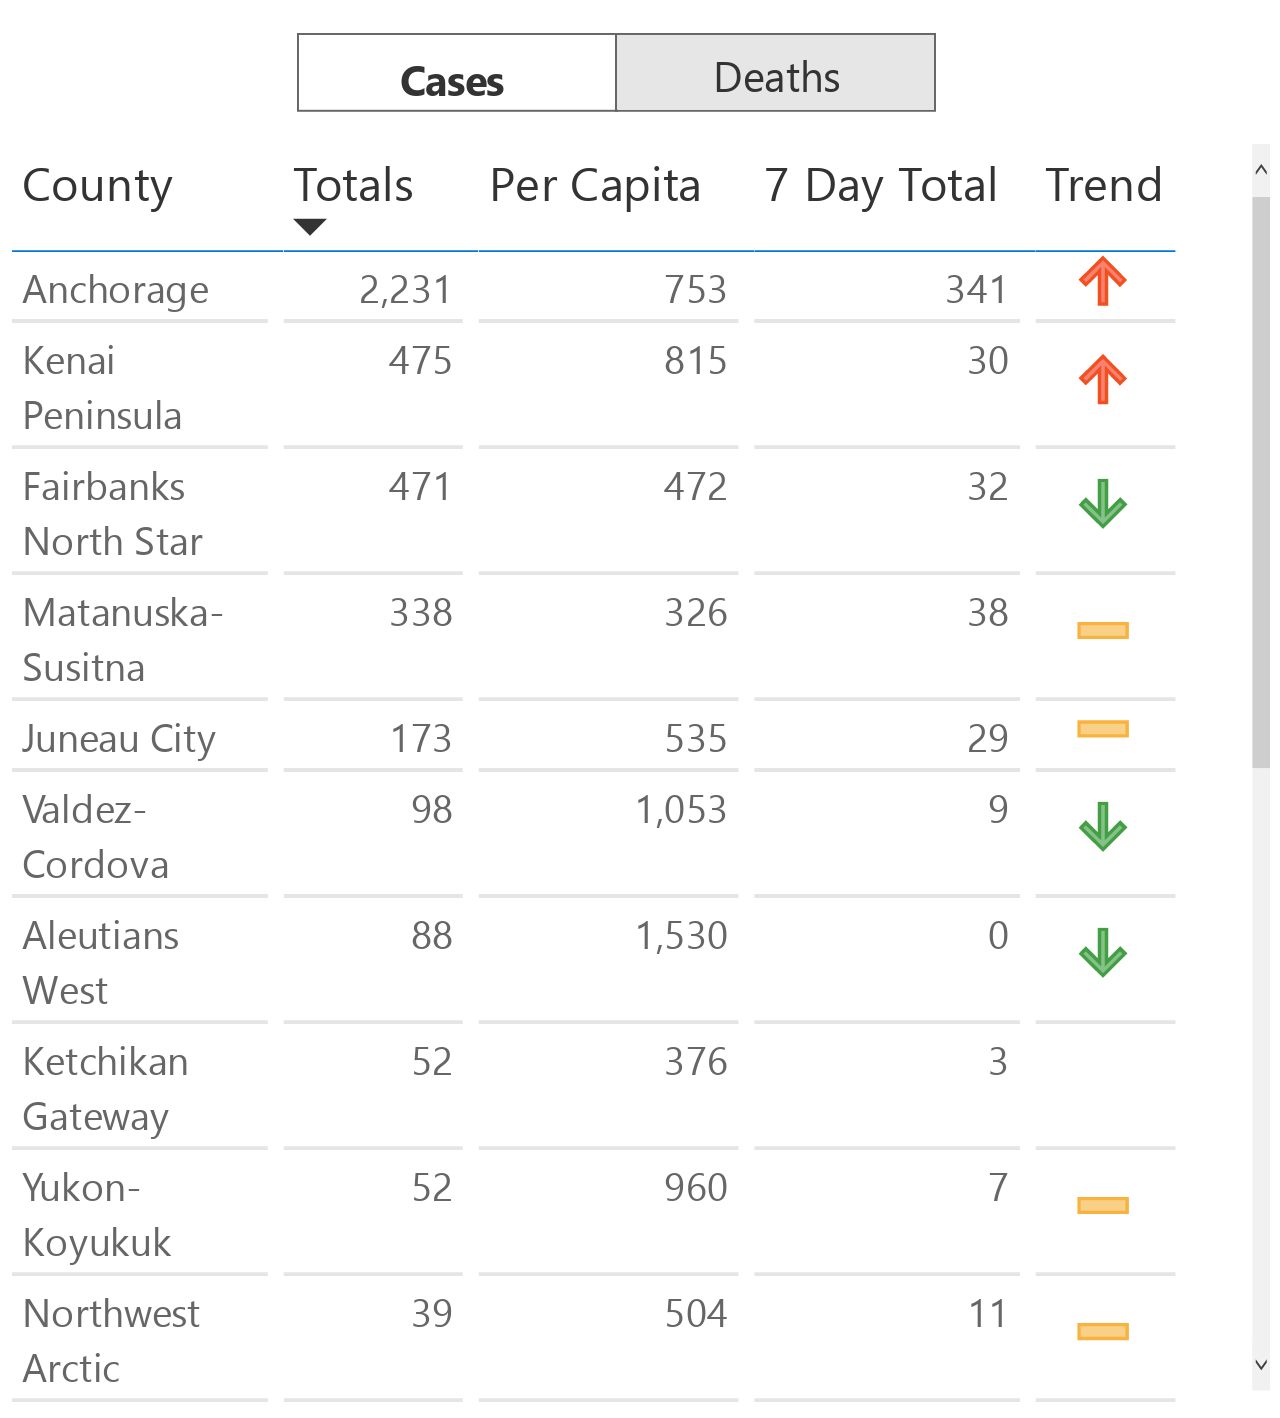 Cases Deaths
County Totals Per Capita 7 Day Total Trend
Anchorage 2,231 753 341
Kenai 475 815 30
Peninsula
Fairbanks 471 472 32
North Star
Matanuska- 338 326 38
Susitna
Juneau City 173 535 29
Valdez- 98 1,053 9
Cordova
Aleutians 88 1,530 0
West
Ketchikan 52 376 3
Gateway
Yukon- 52 960 7
Koyukuk
Northwest 39 504 11
Arctic